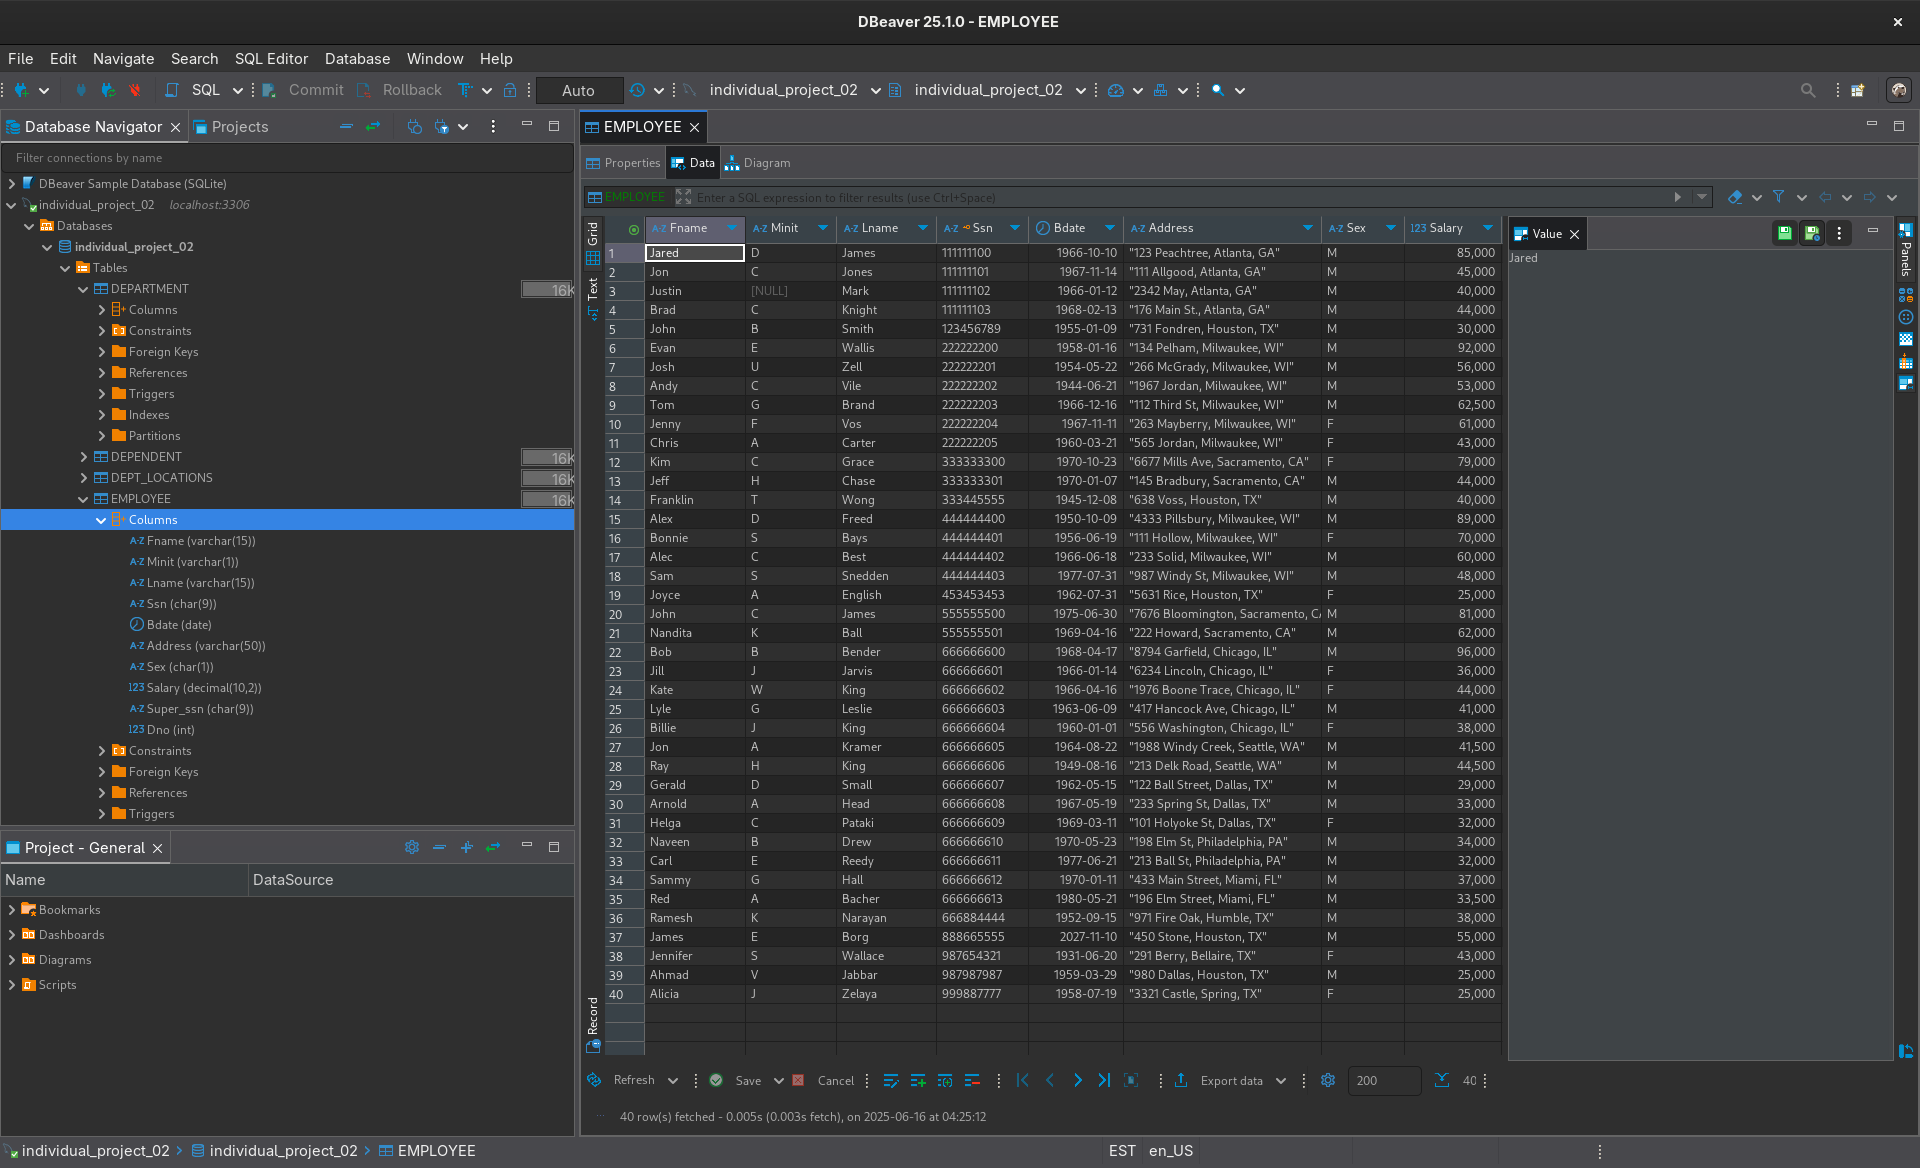 DBeaver 25.1.0 - EMPLOYEE
File Edit Navigate Search SQL Editor Database Window Help
SQL Commit Rollback Auto individual_project_02 individual_project_02
Database Navigator Projects
Filter connections by name
DBeaver Sample Database (SQLite)
individual_project_02 localhost:3306
Databases
individual_project_02
Tables
DEPARTMENT 16K
Columns
Constraints
Foreign Keys
References
Triggers
Indexes
Partitions
DEPENDENT 16K
DEPT_LOCATIONS 16K
EMPLOYEE 16K
Columns
A-Z Fname (varchar(15))
A-Z Minit (varchar(1))
A-Z Lname (varchar(15))
A-Z Ssn (char(9))
Bdate (date)
A-Z Address (varchar(50))
A-Z Sex (char(1))
123 Salary (decimal(10,2))
A-Z Super_ssn (char(9))
123 Dno (int)
Constraints
Foreign Keys
References
Triggers
Project - General
Name DataSource
Bookmarks
Dashboards
Diagrams
Scripts
EMPLOYEE
Properties Data Diagram
EMPLOYEE Enter a SQL expression to filter results (use Ctrl+Space)
Grid
Text
Record
A-Z Fname A-Z Minit A-Z Lname A-Z Ssn Bdate A-Z Address A-Z Sex 123 Salary
1 Jared D James 111111100 1966-10-10 "123 Peachtree, Atlanta, GA" M 85,000
2 Jon C Jones 111111101 1967-11-14 "111 Allgood, Atlanta, GA" M 45,000
3 Justin [NULL] Mark 111111102 1966-01-12 "2342 May, Atlanta, GA" M 40,000
4 Brad C Knight 111111103 1968-02-13 "176 Main St., Atlanta, GA" M 44,000
5 John B Smith 123456789 1955-01-09 "731 Fondren, Houston, TX" M 30,000
6 Evan E Wallis 222222200 1958-01-16 "134 Pelham, Milwaukee, WI" M 92,000
7 Josh U Zell 222222201 1954-05-22 "266 McGrady, Milwaukee, WI" M 56,000
8 Andy C Vile 222222202 1944-06-21 "1967 Jordan, Milwaukee, WI" M 53,000
9 Tom G Brand 222222203 1966-12-16 "112 Third St, Milwaukee, WI" M 62,500
10 Jenny F Vos 222222204 1967-11-11 "263 Mayberry, Milwaukee, WI" F 61,000
11 Chris A Carter 222222205 1960-03-21 "565 Jordan, Milwaukee, WI" F 43,000
12 Kim C Grace 333333300 1970-10-23 "6677 Mills Ave, Sacramento, CA" F 79,000
13 Jeff H Chase 333333301 1970-01-07 "145 Bradbury, Sacramento, CA" M 44,000
14 Franklin T Wong 333445555 1945-12-08 "638 Voss, Houston, TX" M 40,000
15 Alex D Freed 444444400 1950-10-09 "4333 Pillsbury, Milwaukee, WI" M 89,000
16 Bonnie S Bays 444444401 1956-06-19 "111 Hollow, Milwaukee, WI" F 70,000
17 Alec C Best 444444402 1966-06-18 "233 Solid, Milwaukee, WI" M 60,000
18 Sam S Snedden 444444403 1977-07-31 "987 Windy St, Milwaukee, WI" M 48,000
19 Joyce A English 453453453 1962-07-31 "5631 Rice, Houston, TX" F 25,000
20 John C James 555555500 1975-06-30 "7676 Bloomington, Sacramento, C M 81,000
21 Nandita K Ball 555555501 1969-04-16 "222 Howard, Sacramento, CA" M 62,000
22 Bob B Bender 666666600 1968-04-17 "8794 Garfield, Chicago, IL" M 96,000
23 Jill J Jarvis 666666601 1966-01-14 "6234 Lincoln, Chicago, IL" F 36,000
24 Kate W King 666666602 1966-04-16 "1976 Boone Trace, Chicago, IL" F 44,000
25 Lyle G Leslie 666666603 1963-06-09 "417 Hancock Ave, Chicago, IL" M 41,000
26 Billie J King 666666604 1960-01-01 "556 Washington, Chicago, IL" F 38,000
27 Jon A Kramer 666666605 1964-08-22 "1988 Windy Creek, Seattle, WA" M 41,500
28 Ray H King 666666606 1949-08-16 "213 Delk Road, Seattle, WA" M 44,500
29 Gerald D Small 666666607 1962-05-15 "122 Ball Street, Dallas, TX" M 29,000
30 Arnold A Head 666666608 1967-05-19 "233 Spring St, Dallas, TX" M 33,000
31 Helga C Pataki 666666609 1969-03-11 "101 Holyoke St, Dallas, TX" F 32,000
32 Naveen B Drew 666666610 1970-05-23 "198 Elm St, Philadelphia, PA" M 34,000
33 Carl E Reedy 666666611 1977-06-21 "213 Ball St, Philadelphia, PA" M 32,000
34 Sammy G Hall 666666612 1970-01-11 "433 Main Street, Miami, FL" M 37,000
35 Red A Bacher 666666613 1980-05-21 "196 Elm Street, Miami, FL" M 33,500
36 Ramesh K Narayan 666884444 1952-09-15 "971 Fire Oak, Humble, TX" M 38,000
37 James E Borg 888665555 2027-11-10 "450 Stone, Houston, TX" M 55,000
38 Jennifer S Wallace 987654321 1931-06-20 "291 Berry, Bellaire, TX" F 43,000
39 Ahmad V Jabbar 987987987 1959-03-29 "980 Dallas, Houston, TX" M 25,000
40 Alicia J Zelaya 999887777 1958-07-19 "3321 Castle, Spring, TX" F 25,000
Value
Jared
Panels
Refresh Save Cancel Export data 200 40
40 row(s) fetched - 0.005s (0.003s fetch), on 2025-06-16 at 04:25:12
individual_project_02 individual_project_02 EMPLOYEE EST en_US